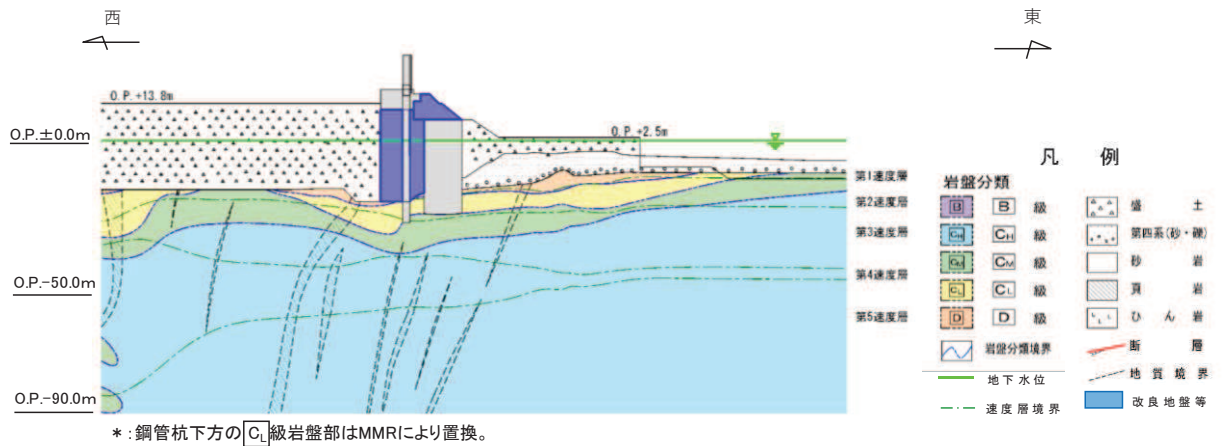 西
東
O.P.+13.8m
O.P.±0.0m
O.P.+2.5m
第1速度層
第2速度層
第3速度層
第4速度層
第5速度層
O.P.-50.0m
O.P.-90.0m
凡 例
岩盤分類
B B 級
CH CH 級
CM CM 級
CL CL 級
D D 級
岩盤分類境界
地下水位
速度層境界
盛 土
第四系(砂・礫)
砂 岩
頁 岩
ひ ん 岩
断 層
地 質 境 界
改良地盤等
*:鋼管杭下方のCL級岩盤部はMMRにより置換。